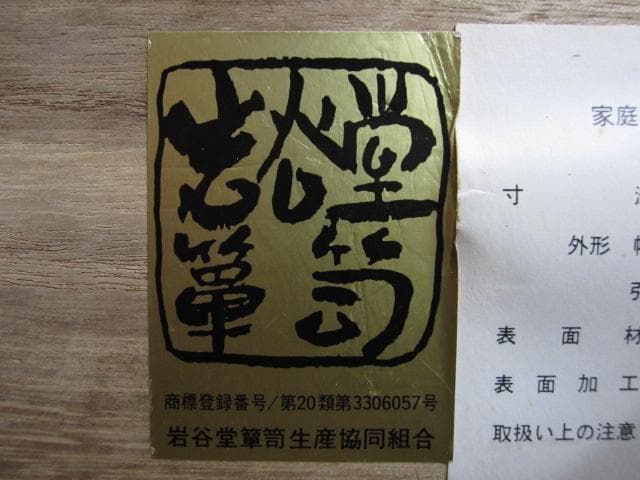 岩谷堂
簞笥
商標登録番号/第20類第3306057号
岩谷堂簞笥生産協同組合
家庭
寸
外形
表面材
表面加工
取扱い上の注意